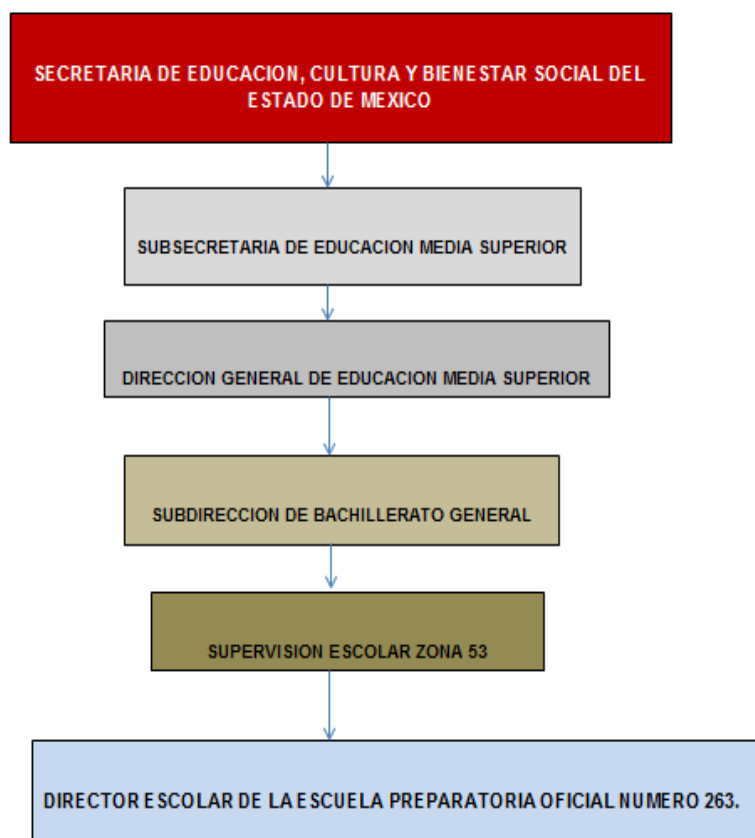 SECRETARIA DE EDUCACION, CULTURA Y BIENESTAR SOCIAL DEL
ESTADO DE MEXICO
SUBSECRETARIA DE EDUCACION MEDIA SUPERIOR
DIRECCION GENERAL DE EDUCACION MEDIA SUPERIOR
SUBDIRECCION DE BACHILLERATO GENERAL
SUPERVISION ESCOLAR ZONA 53
DIRECTOR ESCOLAR DE LA ESCUELA PREPARATORIA OFICIAL NUMERO 263.